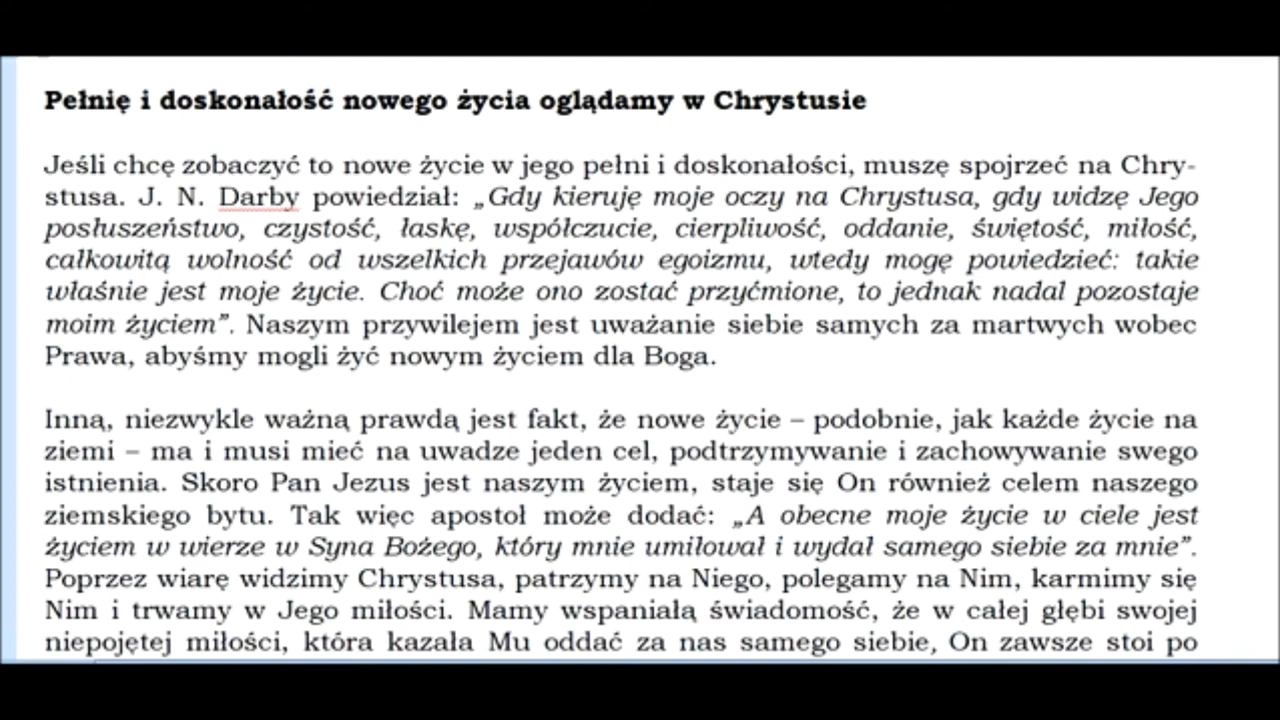 Pełnię i doskonałość nowego życia oglądamy w Chrystusie
Jeśli chcę zobaczyć to nowe życie w jego pełni i doskonałości, muszę spojrzeć na Chry-
stusa. J. N. Darby powiedział: „Gdy kieruję moje oczy na Chrystusa, gdy widzę Jego
posłuszeństwo, czystość, łaskę, współczucie, cierpliwość, oddanie, świętość, miłość,
całkowitą wolność od wszelkich przejawów egoizmu, wtedy mogę powiedzieć: takie
właśnie jest moje życie. Choć może ono zostać przyćmione, to jednak nadal pozostaje
moim życiem”. Naszym przywilejem jest uważanie siebie samych za martwych wobec
Prawa, abyśmy mogli żyć nowym życiem dla Boga.
Inną, niezwykle ważną prawdą jest fakt, że nowe życie – podobnie, jak każde życie na
ziemi – ma i musi mieć na uwadze jeden cel, podtrzymywanie i zachowywanie swego
istnienia. Skoro Pan Jezus jest naszym życiem, staje się On również celem naszego
ziemskiego bytu. Tak więc apostoł może dodać: „A obecne moje życie w ciele jest
życiem w wierze w Syna Bożego, który mnie umiłował i wydał samego siebie za mnie”.
Poprzez wiarę widzimy Chrystusa, patrzymy na Niego, polegamy na Nim, karmimy się
Nim i trwamy w Jego miłości. Mamy wspaniałą świadomość, że w całej głębi swojej
niepojętej miłości, która kazała Mu oddać za nas samego siebie, On zawsze stoi po